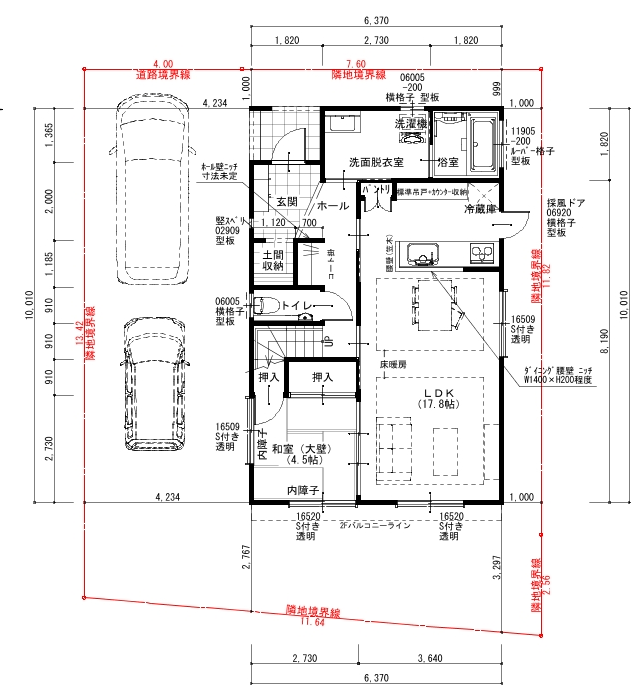 6,370
1,820
2,730
1,820
4.00
道路境界線
7.60
隣地境界線
1,000
999
06005
-200
横格子 型板
4,234
1,000
1,365
洗濯機
11905
-200
ルーバー格子
型板
洗面脱衣室
浴室
1,820
ホール壁ニッチ
寸法未定
パントリ
標準吊戸+カウンター収納
2,000
玄関
ホール
冷蔵庫
採風ドア
06920
横格子
型板
竪スベリ
02909
型板
1,120
700
腰壁(笠木)
土間
収納
コート掛
1,185
10,010
10,010
11.82
隣地境界線
06005
横格子
型板
トイレ
910
13.42
隣地境界線
16509
S付き
透明
8,190
UP
910
床暖房
ダイニング腰壁 ニッチ
W1400×H200程度
押入
押入
910
LDK
(17.8帖)
16509
S付き
透明
内障子
和室(大壁)
(4.5帖)
2,730
内障子
4,234
1,000
16520
S付き
透明
2Fバルコニーライン
16520
S付き
透明
2,767
3,297
隣地境界線
2.56
隣地境界線
11.64
2,730
3,640
6,370